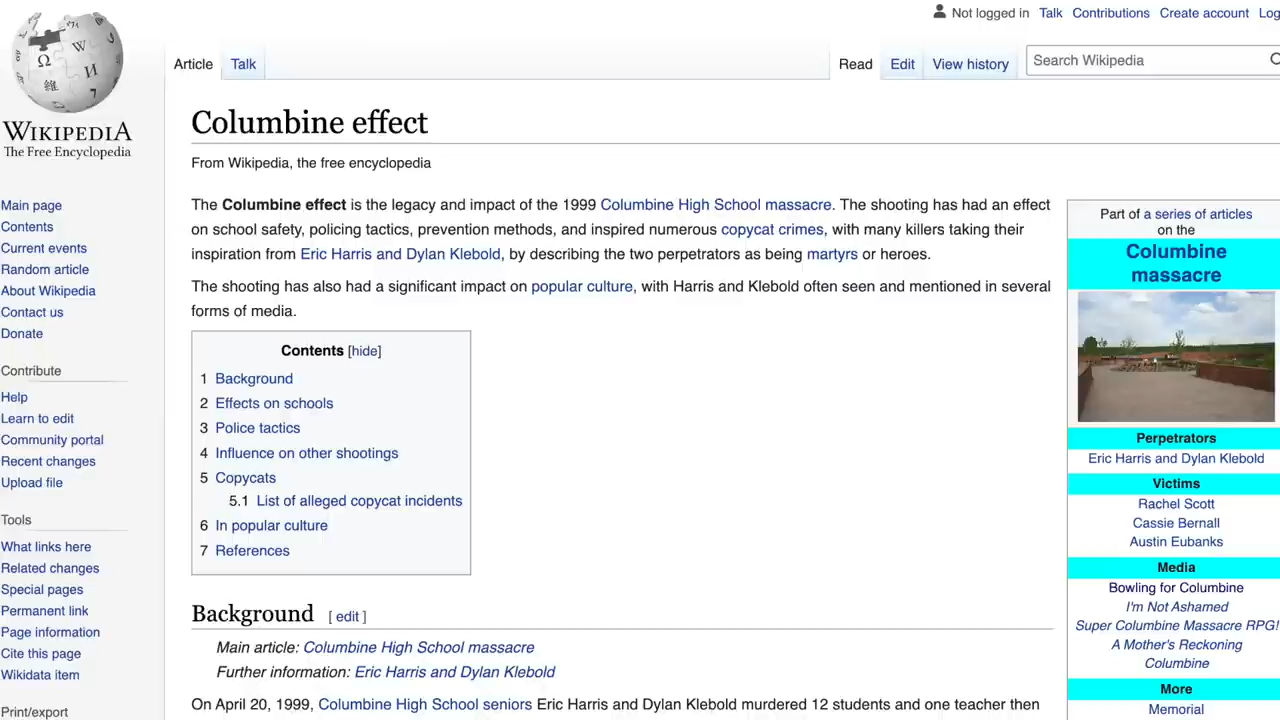 Not logged in Talk Contributions Create account Log
Article Talk Read Edit View history Search Wikipedia
WIKIPEDIA
The Free Encyclopedia
Main page
Contents
Current events
Random article
About Wikipedia
Contact us
Donate
Contribute
Help
Learn to edit
Community portal
Recent changes
Upload file
Tools
What links here
Related changes
Special pages
Permanent link
Page information
Cite this page
Wikidata item
Print/export
Columbine effect
From Wikipedia, the free encyclopedia
The Columbine effect is the legacy and impact of the 1999 Columbine High School massacre. The shooting has had an effect
on school safety, policing tactics, prevention methods, and inspired numerous copycat crimes, with many killers taking their
inspiration from Eric Harris and Dylan Klebold, by describing the two perpetrators as being martyrs or heroes.
The shooting has also had a significant impact on popular culture, with Harris and Klebold often seen and mentioned in several
forms of media.
Contents [hide]
1 Background
2 Effects on schools
3 Police tactics
4 Influence on other shootings
5 Copycats
5.1 List of alleged copycat incidents
6 In popular culture
7 References
Background [ edit ]
Main article: Columbine High School massacre
Further information: Eric Harris and Dylan Klebold
On April 20, 1999, Columbine High School seniors Eric Harris and Dylan Klebold murdered 12 students and one teacher then
Part of a series of articles
on the
Columbine
massacre
Perpetrators
Eric Harris and Dylan Klebold
Victims
Rachel Scott
Cassie Bernall
Austin Eubanks
Media
Bowling for Columbine
I'm Not Ashamed
Super Columbine Massacre RPG!
A Mother's Reckoning
Columbine
More
Memorial